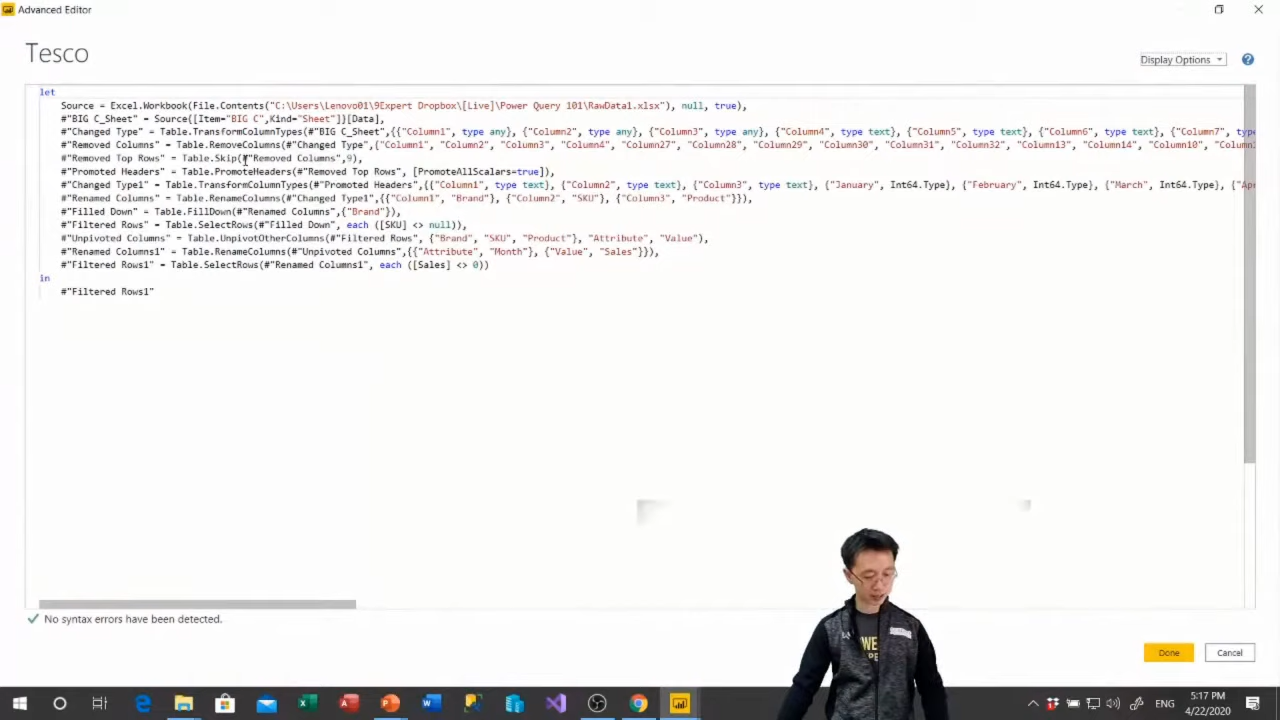 Advanced Editor
Tesco
Display Options
let
Source = Excel.Workbook(File.Contents("C:\Users\Lenovo01\9Expert Dropbox\[Live]\Power Query 101\RawData1.xlsx"), null, true),
#"BIG C_Sheet" = Source{[Item="BIG C",Kind="Sheet"]}[Data],
#"Changed Type" = Table.TransformColumnTypes(#"BIG C_Sheet",{{"Column1", type any}, {"Column2", type any}, {"Column3", type any}, {"Column4", type text}, {"Column5", type text}, {"Column6", type text}, {"Column7", type
#"Removed Columns" = Table.RemoveColumns(#"Changed Type",{"Column1", "Column2", "Column3", "Column4", "Column27", "Column28", "Column29", "Column30", "Column31", "Column32", "Column13", "Column14", "Column10", "Column
#"Removed Top Rows" = Table.Skip(#"Removed Columns",9),
#"Promoted Headers" = Table.PromoteHeaders(#"Removed Top Rows", [PromoteAllScalars=true]),
#"Changed Type1" = Table.TransformColumnTypes(#"Promoted Headers",{{"Column1", type text}, {"Column2", type text}, {"Column3", type text}, {"January", Int64.Type}, {"February", Int64.Type}, {"March", Int64.Type}, {"Ap
#"Renamed Columns" = Table.RenameColumns(#"Changed Type1",{{"Column1", "Brand"}, {"Column2", "SKU"}, {"Column3", "Product"}}),
#"Filled Down" = Table.FillDown(#"Renamed Columns",{"Brand"}),
#"Filtered Rows" = Table.SelectRows(#"Filled Down", each ([SKU] <> null)),
#"Unpivoted Columns" = Table.UnpivotOtherColumns(#"Filtered Rows", {"Brand", "SKU", "Product"}, "Attribute", "Value"),
#"Renamed Columns1" = Table.RenameColumns(#"Unpivoted Columns",{{"Attribute", "Month"}, {"Value", "Sales"}}),
#"Filtered Rows1" = Table.SelectRows(#"Renamed Columns1", each ([Sales] <> 0))
in
#"Filtered Rows1"
No syntax errors have been detected.
Done
Cancel
ENG
5:17 PM
4/22/2020